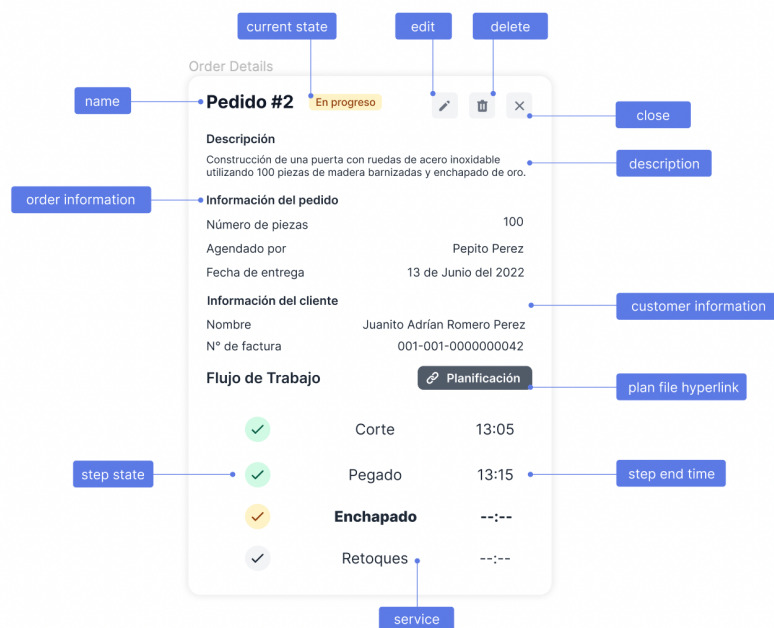 current state
edit
delete
Order Details
name
Pedido #2
En progreso
close
Descripción
Construcción de una puerta con ruedas de acero inoxidable
utilizando 100 piezas de madera barnizadas y enchapado de oro.
description
order information
Información del pedido
Número de piezas 100
Agendado por Pepito Perez
Fecha de entrega 13 de Junio del 2022
Información del cliente
customer information
Nombre Juanito Adrían Romero Perez
N° de factura 001-001-0000000042
Flujo de Trabajo
Planificación
plan file hyperlink
Corte 13:05
step state
Pegado 13:15
step end time
Enchapado --:--
Retoques --:--
service